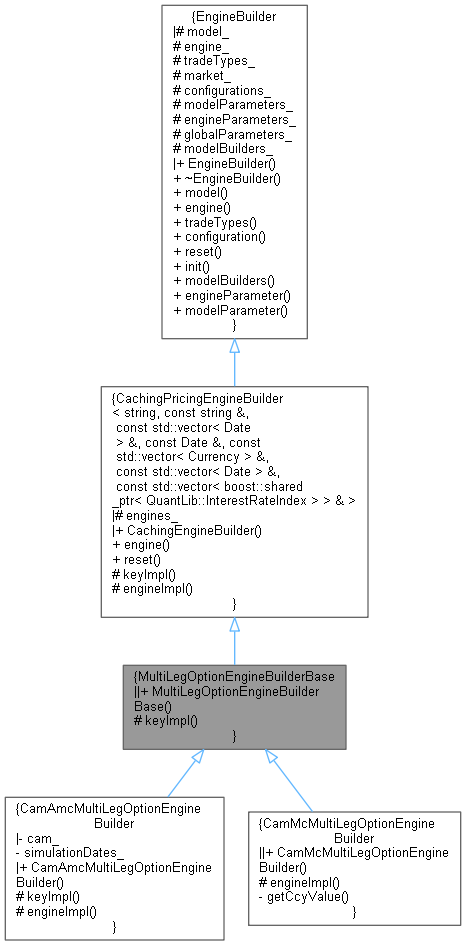 {EngineBuilder
|# model_
# engine_
# tradeTypes_
# market_
# configurations_
# modelParameters_
# engineParameters_
# globalParameters_
# modelBuilders_
|+ EngineBuilder()
+ ~EngineBuilder()
+ model()
+ engine()
+ tradeTypes()
+ configuration()
+ reset()
+ init()
+ modelBuilders()
+ engineParameter()
+ modelParameter()
}
{CachingPricingEngineBuilder
< string, const string &,
const std::vector< Date
> &, const Date &, const
std::vector< Currency > &,
const std::vector< Date > &,
const std::vector< boost::shared
_ptr< QuantLib::InterestRateIndex > > & >
|# engines_
|+ CachingEngineBuilder()
+ engine()
+ reset()
# keyImpl()
# engineImpl()
}
{MultiLegOptionEngineBuilderBase
||+ MultiLegOptionEngineBuilder
Base()
# keyImpl()
}
{CamAmcMultiLegOptionEngine
Builder
|- cam_
- simulationDates_
|+ CamAmcMultiLegOptionEngine
Builder()
# keyImpl()
# engineImpl()
}
{CamMcMultiLegOptionEngine
Builder
||+ CamMcMultiLegOptionEngine
Builder()
# engineImpl()
- getCcyValue()
}